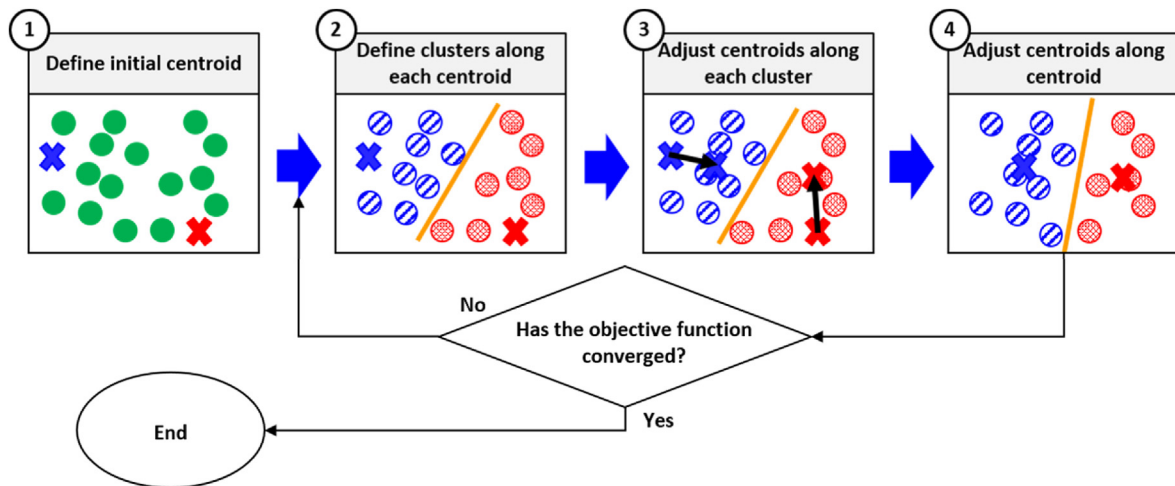 1
Define initial centroid
2
Define clusters along
each centroid
3
Adjust centroids along
each cluster
4
Adjust centroids along
centroid
No
Has the objective function
converged?
Yes
End